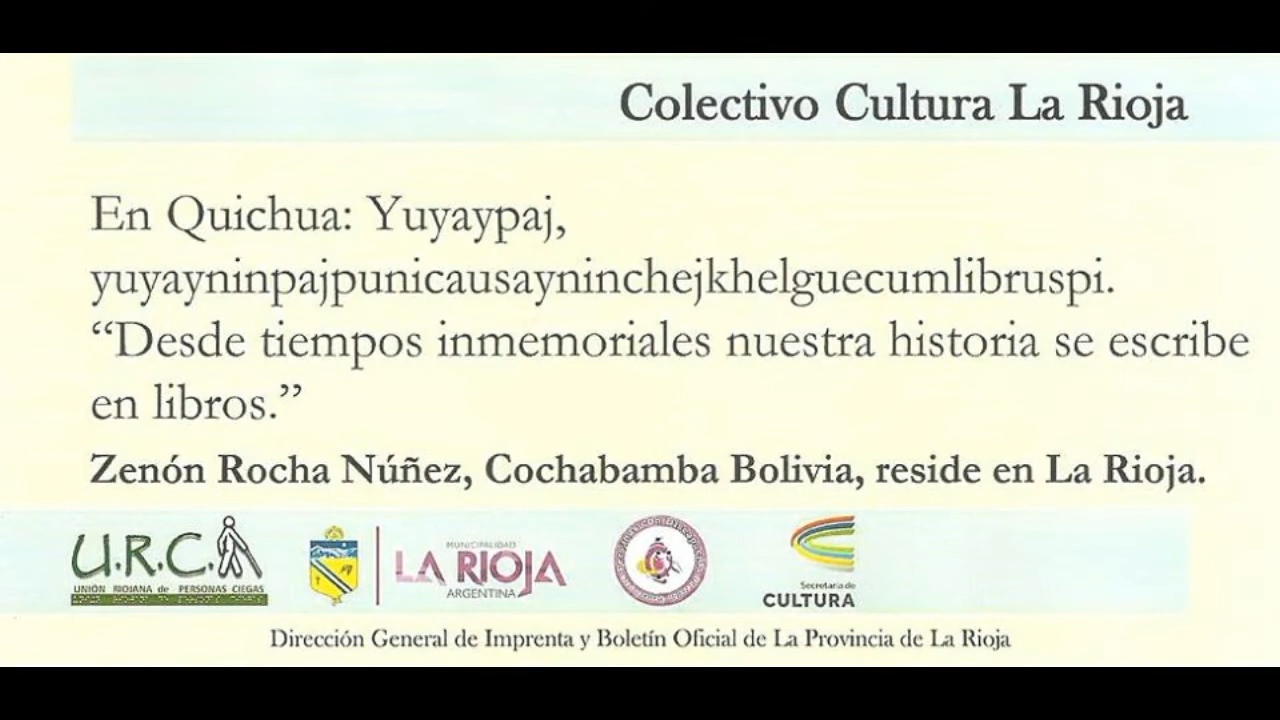 Colectivo Cultura La Rioja
En Quichua: Yuyaypaj,
yuyayninpajpunicausayninchejkhelguecumlibruspi.
“Desde tiempos inmemoriales nuestra historia se escribe
en libros.”
Zenón Rocha Núñez, Cochabamba Bolivia, reside en La Rioja.
U.R.C.
UNIÓN RIOJANA de PERSONAS CIEGAS
MUNICIPALIDAD
LA RIOJA
ARGENTINA
Secretaría de
CULTURA
Dirección General de Imprenta y Boletín Oficial de La Provincia de La Rioja